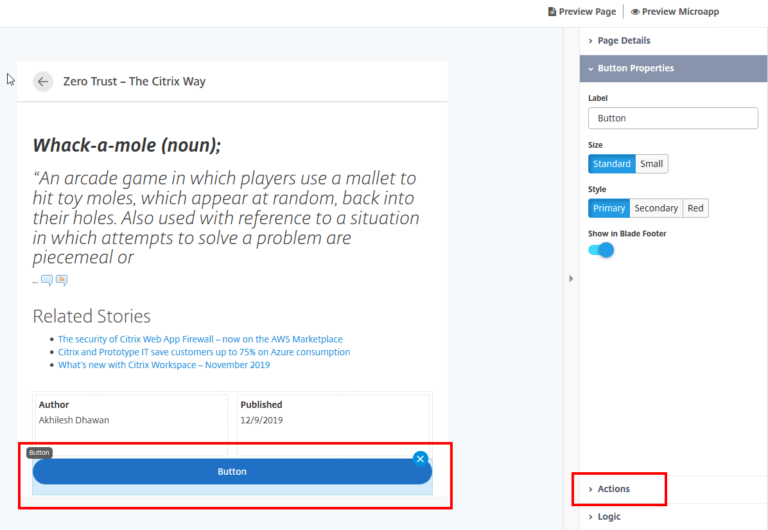 Preview Page
Preview Microapp
Page Details
Button Properties
Label
Button
Size
Standard
Small
Style
Primary
Secondary
Red
Show in Blade Footer
Zero Trust – The Citrix Way
Whack-a-mole (noun);
“An arcade game in which players use a mallet to
hit toy moles, which appear at random, back into
their holes. Also used with reference to a situation
in which attempts to solve a problem are
piecemeal or
...
Related Stories
The security of Citrix Web App Firewall – now on the AWS Marketplace
Citrix and Prototype IT save customers up to 75% on Azure consumption
What's new with Citrix Workspace – November 2019
Author
Akhilesh Dhawan
Published
12/9/2019
Button
Button
Actions
Logic